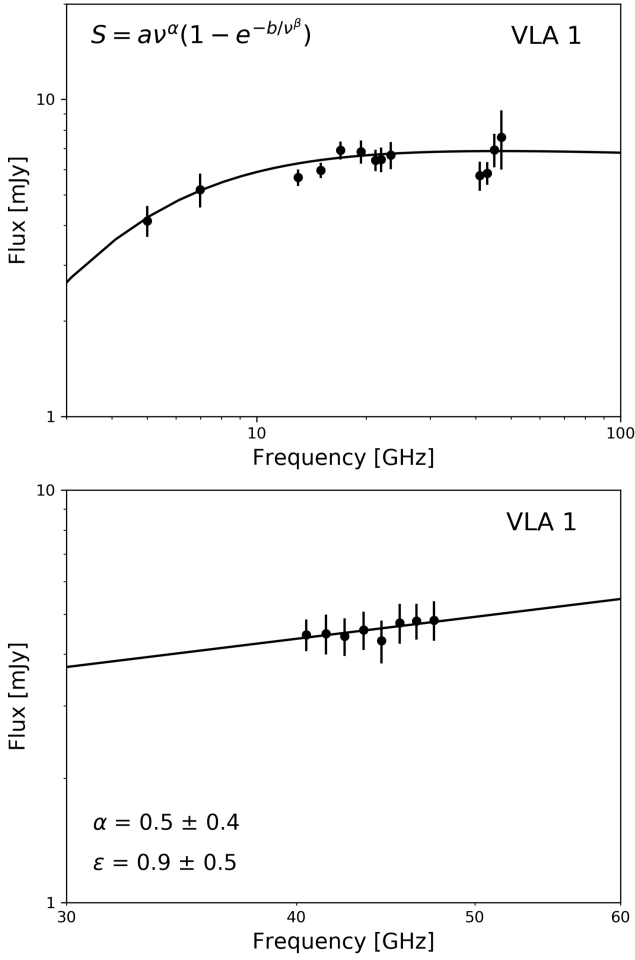 S = aν^α(1 − e^{−b/ν^β})
VLA 1
10
1
Flux [mJy]
10
100
Frequency [GHz]
VLA 1
10
1
Flux [mJy]
α = 0.5 ± 0.4
ε = 0.9 ± 0.5
30
40
50
60
Frequency [GHz]